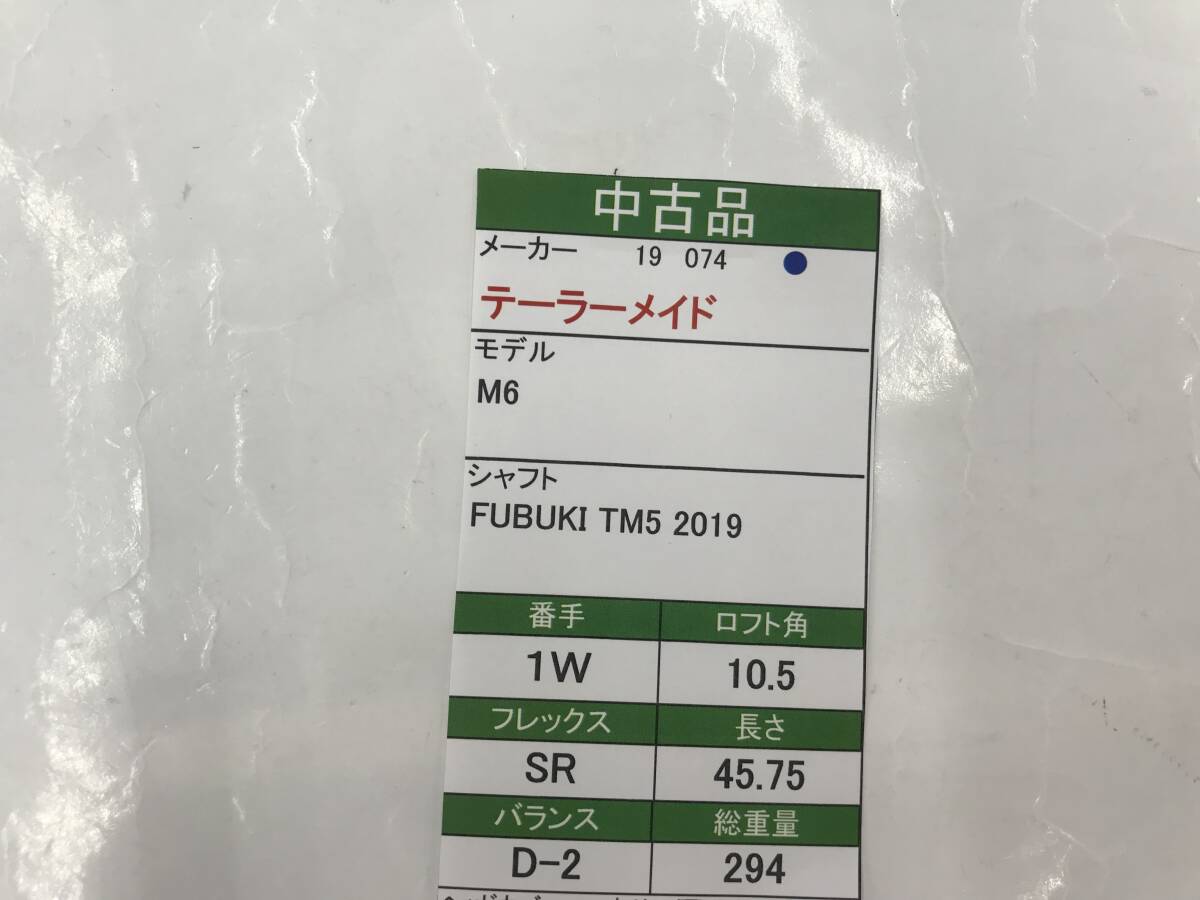 中古品
メーカー 19 074
テーラーメイド
モデル
M6
シャフト
FUBUKI TM5 2019
番手 ロフト角
1W 10.5
フレックス 長さ
SR 45.75
バランス 総重量
D-2 294